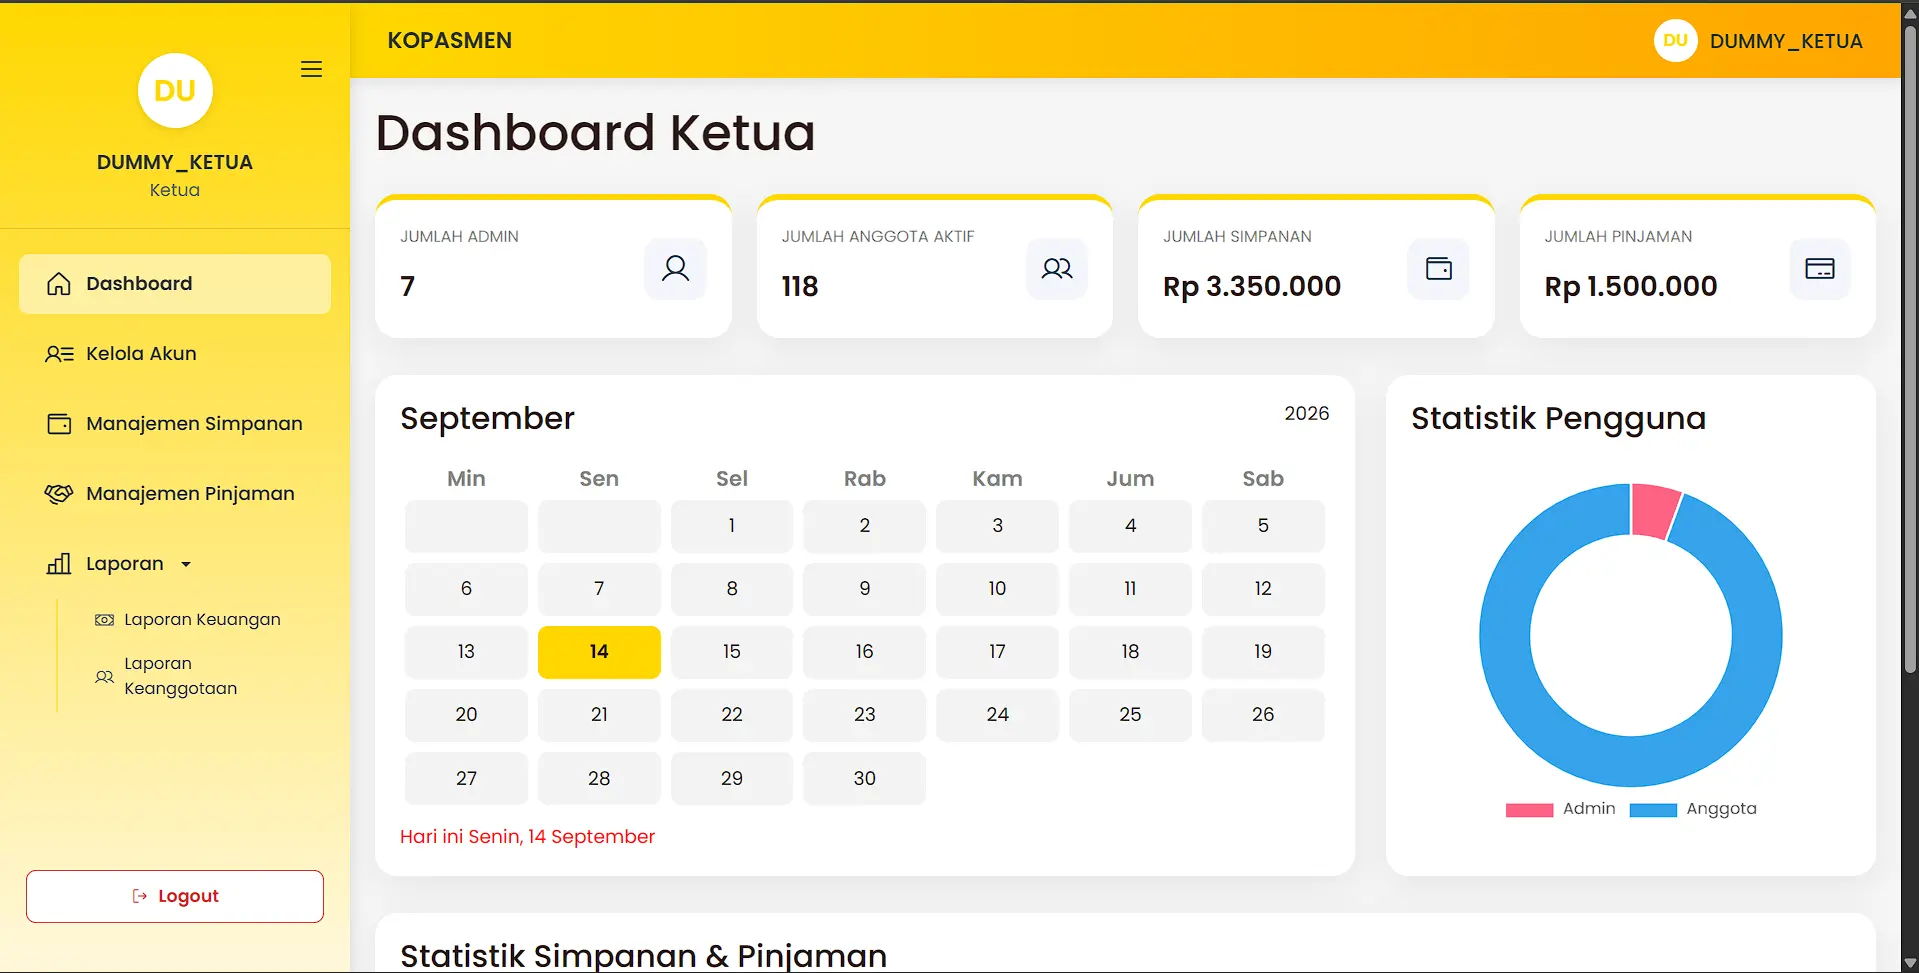 DU
DUMMY_KETUA
Ketua
Dashboard
Kelola Akun
Manajemen Simpanan
Manajemen Pinjaman
Laporan
Laporan Keuangan
Laporan
Keanggotaan
Logout
KOPASMEN
DU DUMMY_KETUA
Dashboard Ketua
JUMLAH ADMIN
7
JUMLAH ANGGOTA AKTIF
118
JUMLAH SIMPANAN
Rp 3.350.000
JUMLAH PINJAMAN
Rp 1.500.000
September 2026
Min Sen Sel Rab Kam Jum Sab
1 2 3 4 5
6 7 8 9 10 11 12
13 14 15 16 17 18 19
20 21 22 23 24 25 26
27 28 29 30
Hari ini Senin, 14 September
Statistik Pengguna
Admin Anggota
Statistik Simpanan & Pinjaman